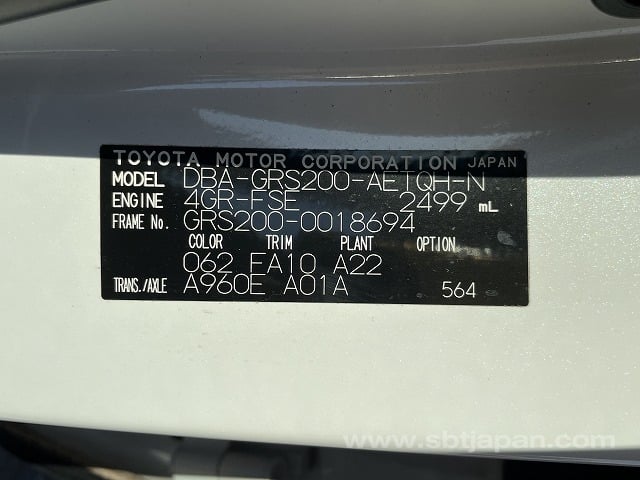 TOYOTA MOTOR CORPORATION JAPAN
MODEL DBA-GRS200-AETQH-N
ENGINE 4GR-FSE 2499 mL
FRAME No. GRS200-0018694
COLOR TRIM PLANT OPTION
062 EA10 A22
TRANS./AXLE A960E A01A 564
www.sbtjapan.com